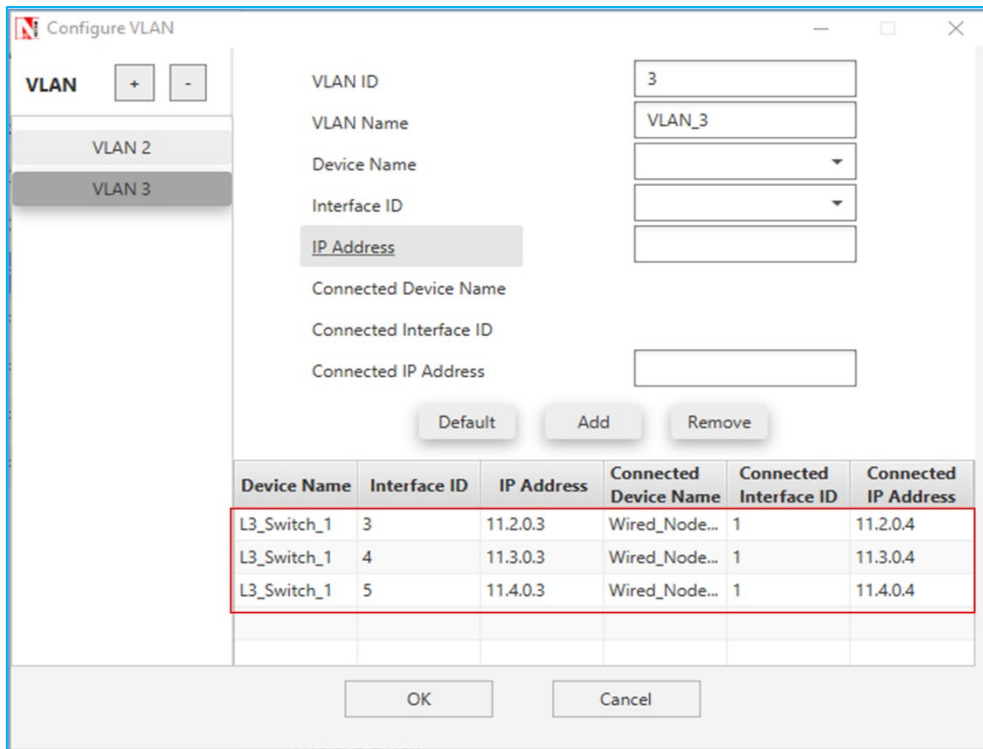 Configure VLAN
VLAN + -
VLAN 2
VLAN 3
VLAN ID 3
VLAN Name VLAN_3
Device Name
Interface ID
IP Address
Connected Device Name
Connected Interface ID
Connected IP Address
Default Add Remove
Device Name Interface ID IP Address Connected Device Name Connected Interface ID Connected IP Address
L3_Switch_1 3 11.2.0.3 Wired_Node... 1 11.2.0.4
L3_Switch_1 4 11.3.0.3 Wired_Node... 1 11.3.0.4
L3_Switch_1 5 11.4.0.3 Wired_Node... 1 11.4.0.4
OK Cancel